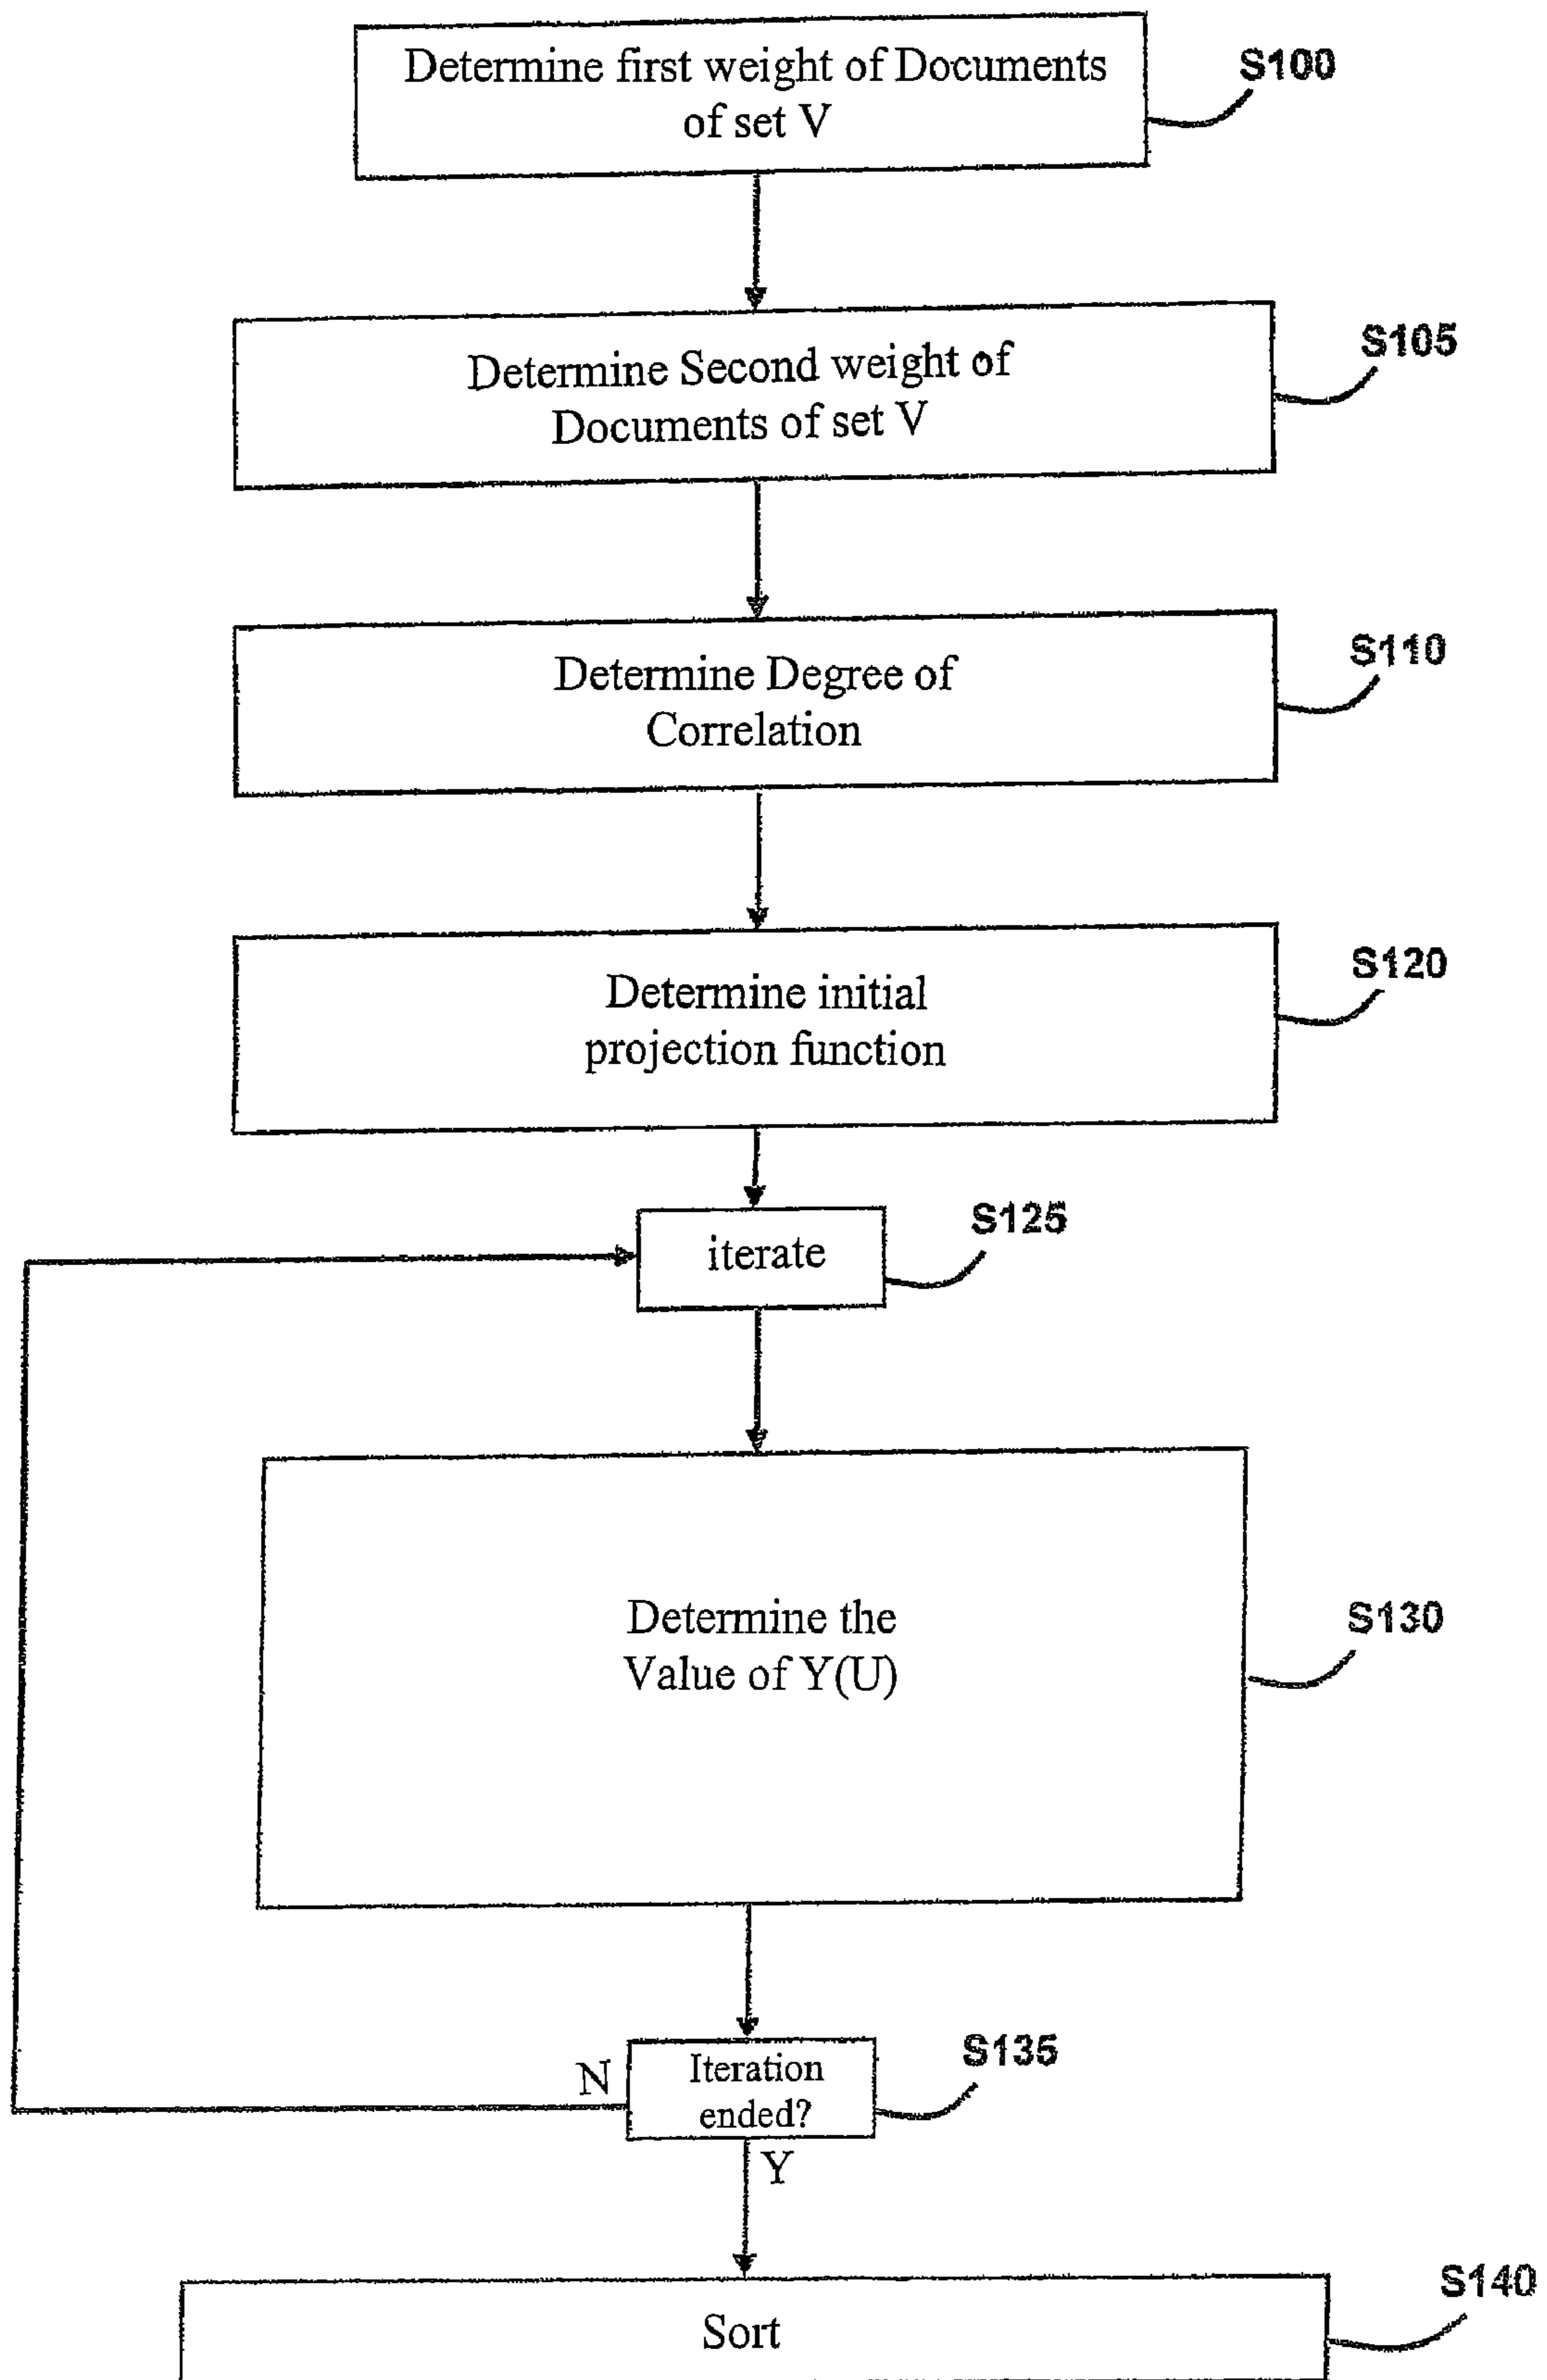 Determine first weight of Documents
of set V
S100
Determine Second weight of
Documents of set V
S105
Determine Degree of
Correlation
S110
Determine initial
projection function
S120
iterate
S125
Determine the
Value of Y(U)
S130
Iteration
ended?
S135
N
Y
Sort
S140